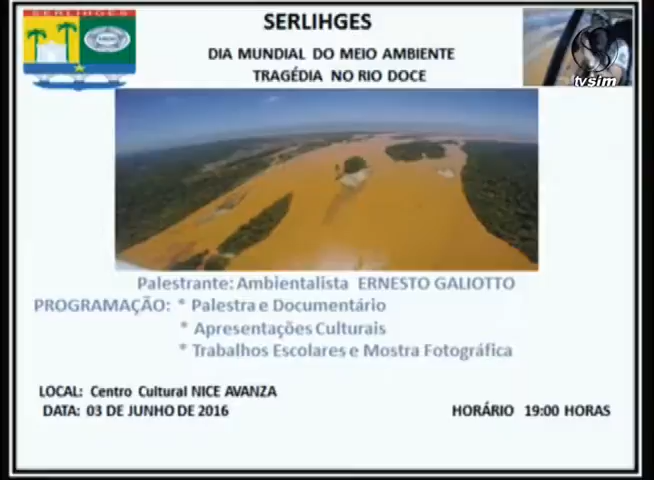 SERLIHGES
SERLIHGES
DIA MUNDIAL DO MEIO AMBIENTE
TRAGÉDIA NO RIO DOCE
tvsim
Palestrante: Ambientalista ERNESTO GALIOTTO
PROGRAMAÇÃO: * Palestra e Documentário
* Apresentações Culturais
* Trabalhos Escolares e Mostra Fotográfica
LOCAL: Centro Cultural NICE AVANZA
DATA: 03 DE JUNHO DE 2016
HORÁRIO 19:00 HORAS